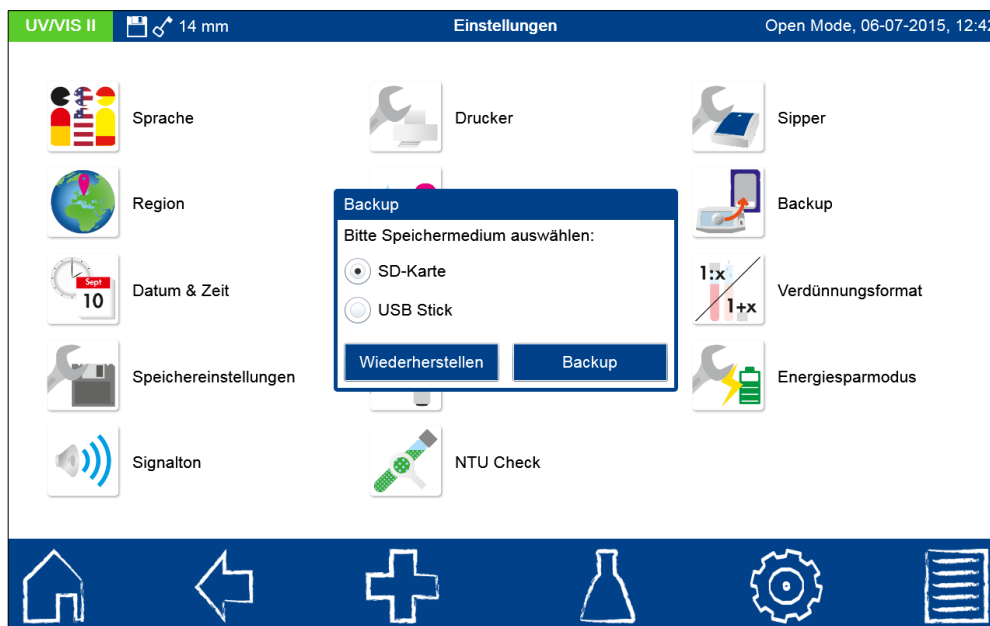 UV/VIS II 14 mm Einstellungen Open Mode, 06-07-2015, 12:42
Sprache Drucker Sipper
Region Backup
Backup
Bitte Speichermedium auswählen:
SD-Karte
USB Stick
Wiederherstellen Backup
Sept
10
Datum & Zeit
1:x
1+x
Verdünnungsformat
Speichereinstellungen Energiesparmodus
Signalton NTU Check